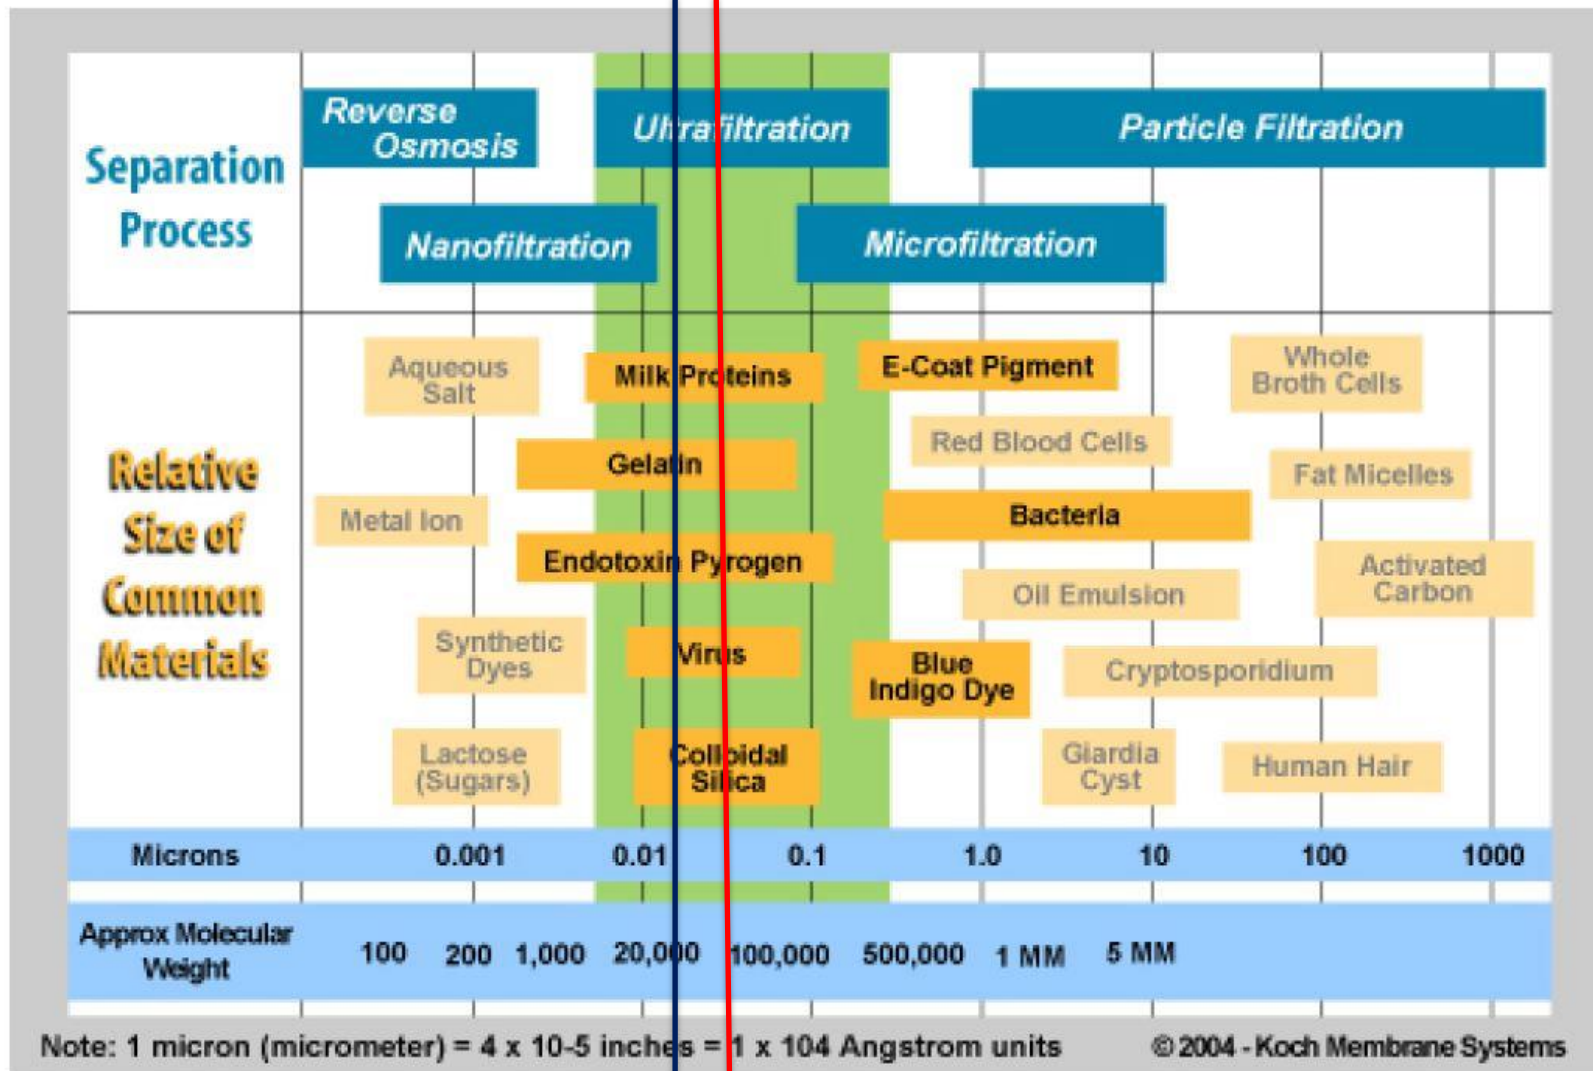 Reverse
Osmosis
Ultrafiltration
Particle Filtration
Separation
Process
Nanofiltration
Microfiltration
Aqueous
Salt
Milk Proteins
E-Coat Pigment
Whole
Broth Cells
Red Blood Cells
Gelatin
Fat Micelles
Relative
Size of
Common
Materials
Metal Ion
Bacteria
Endotoxin Pyrogen
Activated
Carbon
Oil Emulsion
Synthetic
Dyes
Virus
Blue
Indigo Dye
Cryptosporidium
Lactose
(Sugars)
Colloidal
Silica
Giardia
Cyst
Human Hair
Microns 0.001 0.01 0.1 1.0 10 100 1000
Approx Molecular
Weight
100 200 1,000 20,000 100,000 500,000 1 MM 5 MM
Note: 1 micron (micrometer) = 4 x 10-5 inches = 1 x 104 Angstrom units © 2004 - Koch Membrane Systems